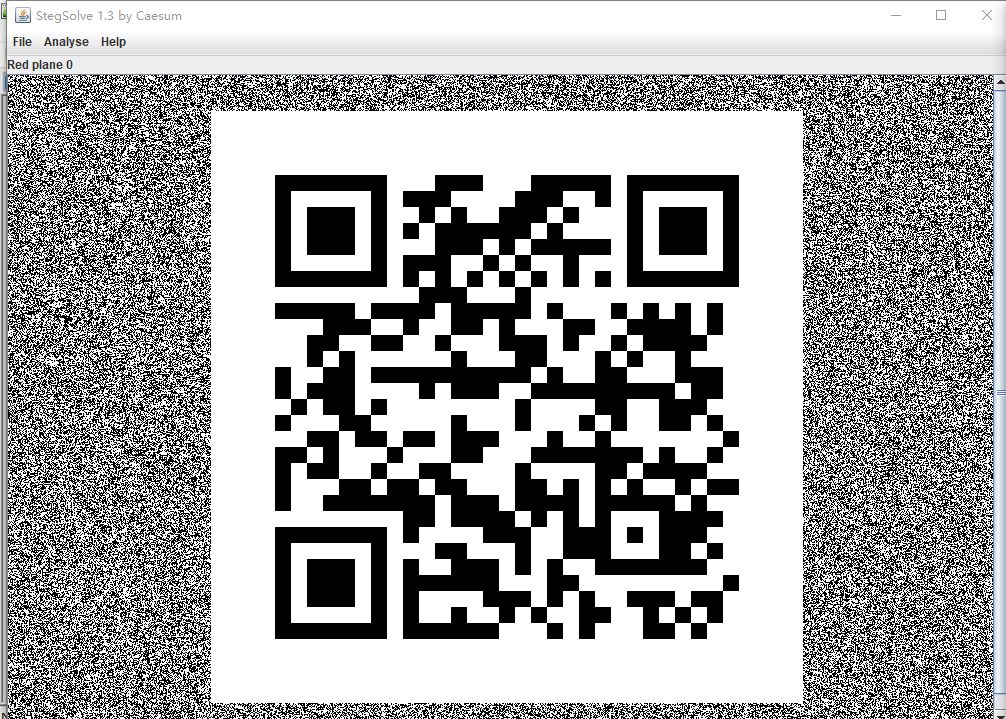 StegSolve 1.3 by Caesum
File Analyse Help
Red plane 0